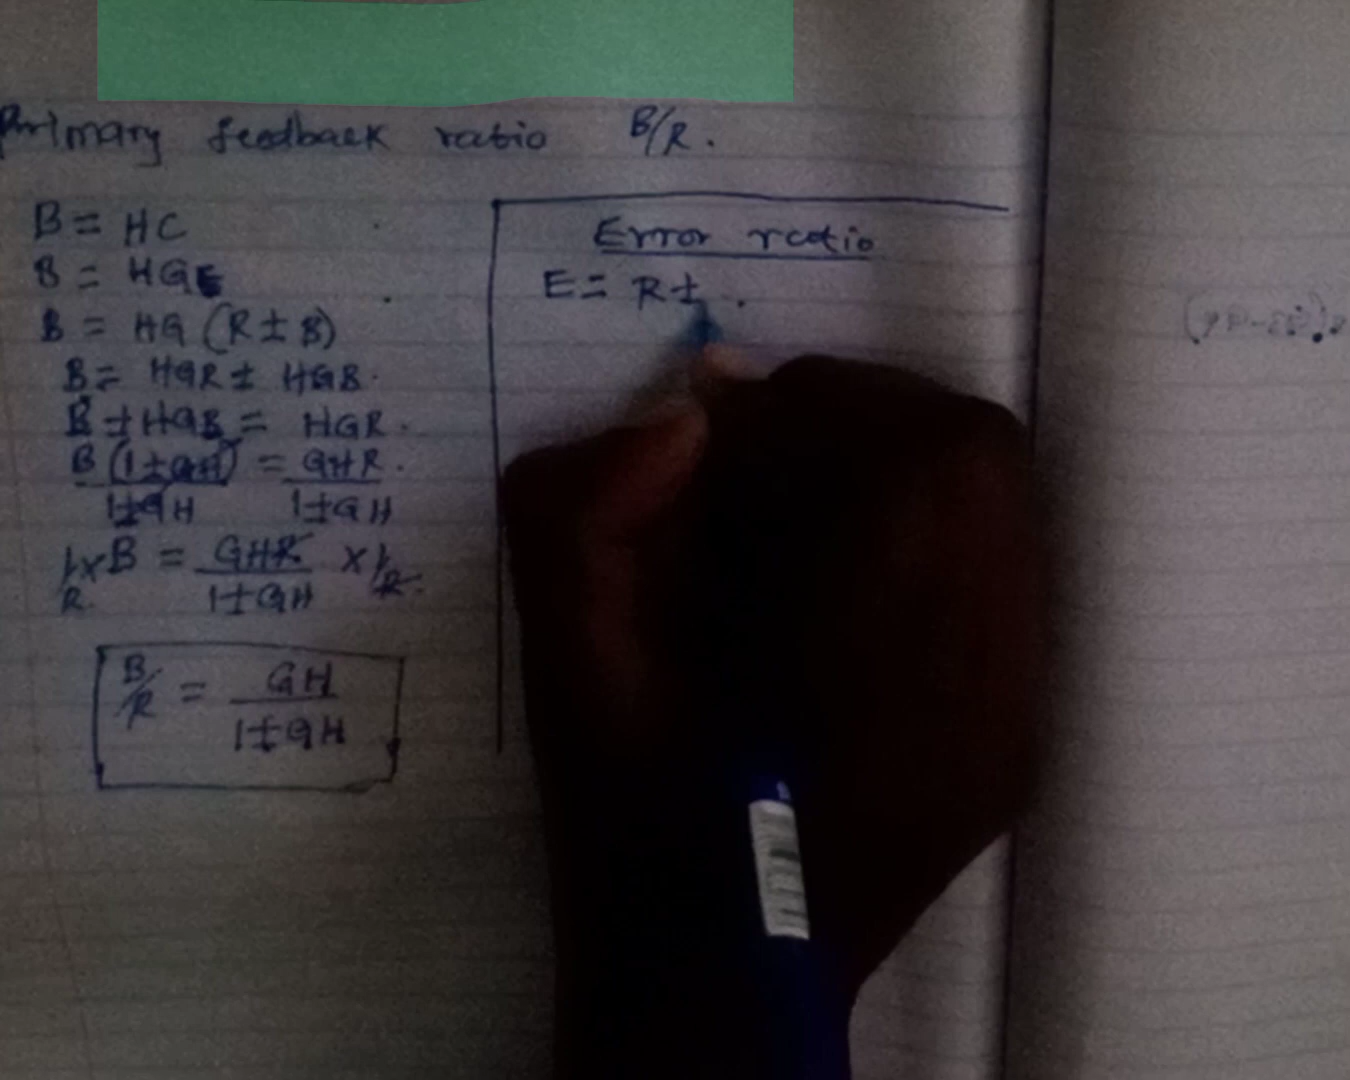 Primary feedback ratio B/R.
B = HC
B = HGE
B = HG (R ± B)
B = HGR ± HGB.
B ∓ HGB = HGR.
B (1 ∓ GH) / 1 ∓ GH = GHR. / 1 ∓ GH
1/R × B = GHR / 1 ∓ GH × 1/R.
B/R = GH / 1 ∓ GH
Error ratio
E = R ± .